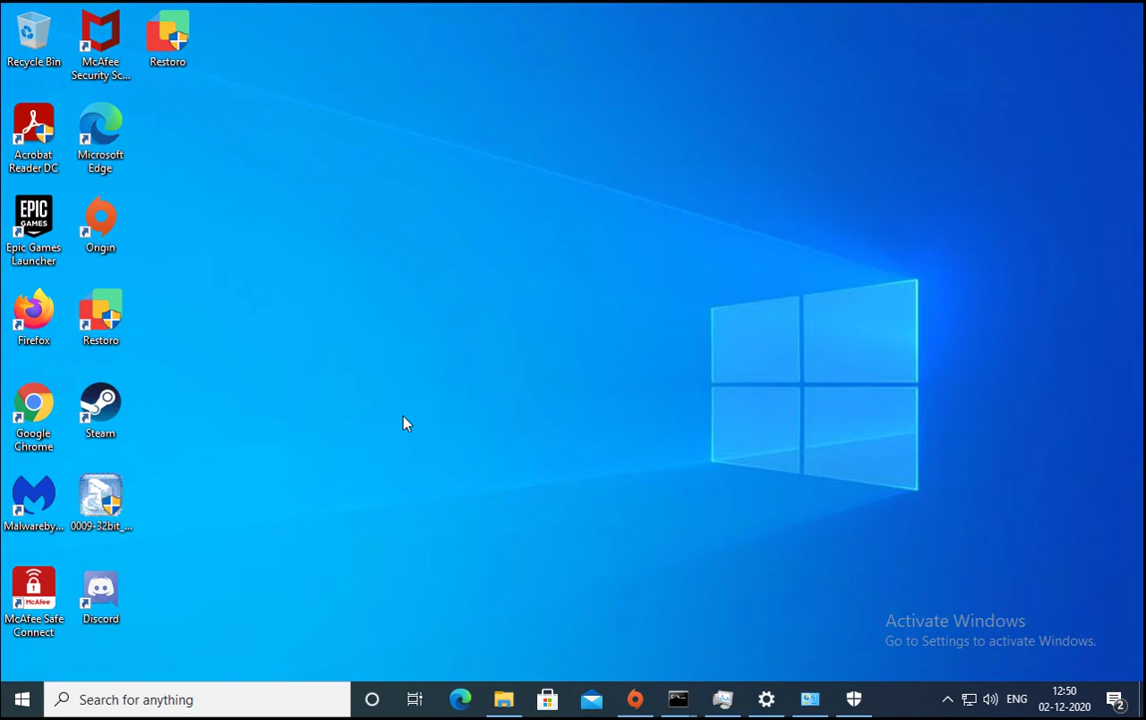 Recycle Bin
McAfee
Security Sc...
Restoro
Acrobat
Reader DC
Microsoft
Edge
EPIC
GAMES
Epic Games
Launcher
Origin
Firefox
Restoro
Google
Chrome
Steam
Malwareby...
0009-32bit_...
McAfee
McAfee Safe
Connect
Discord
Activate Windows
Go to Settings to activate Windows.
Search for anything
ENG
12:50
02-12-2020
2